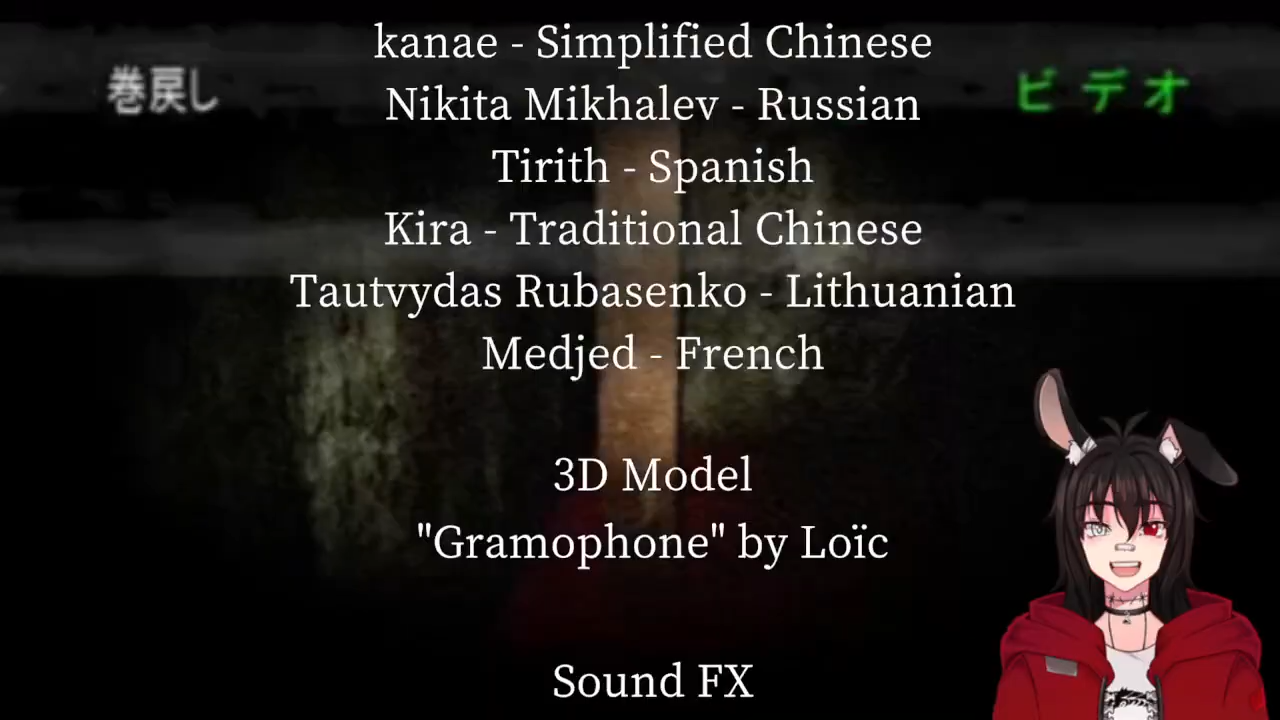 kanae - Simplified Chinese
巻戻し
ビデオ
Nikita Mikhalev - Russian
Tirith - Spanish
Kira - Traditional Chinese
Tautvydas Rubasenko - Lithuanian
Medjed - French
3D Model
"Gramophone" by Loïc
Sound FX